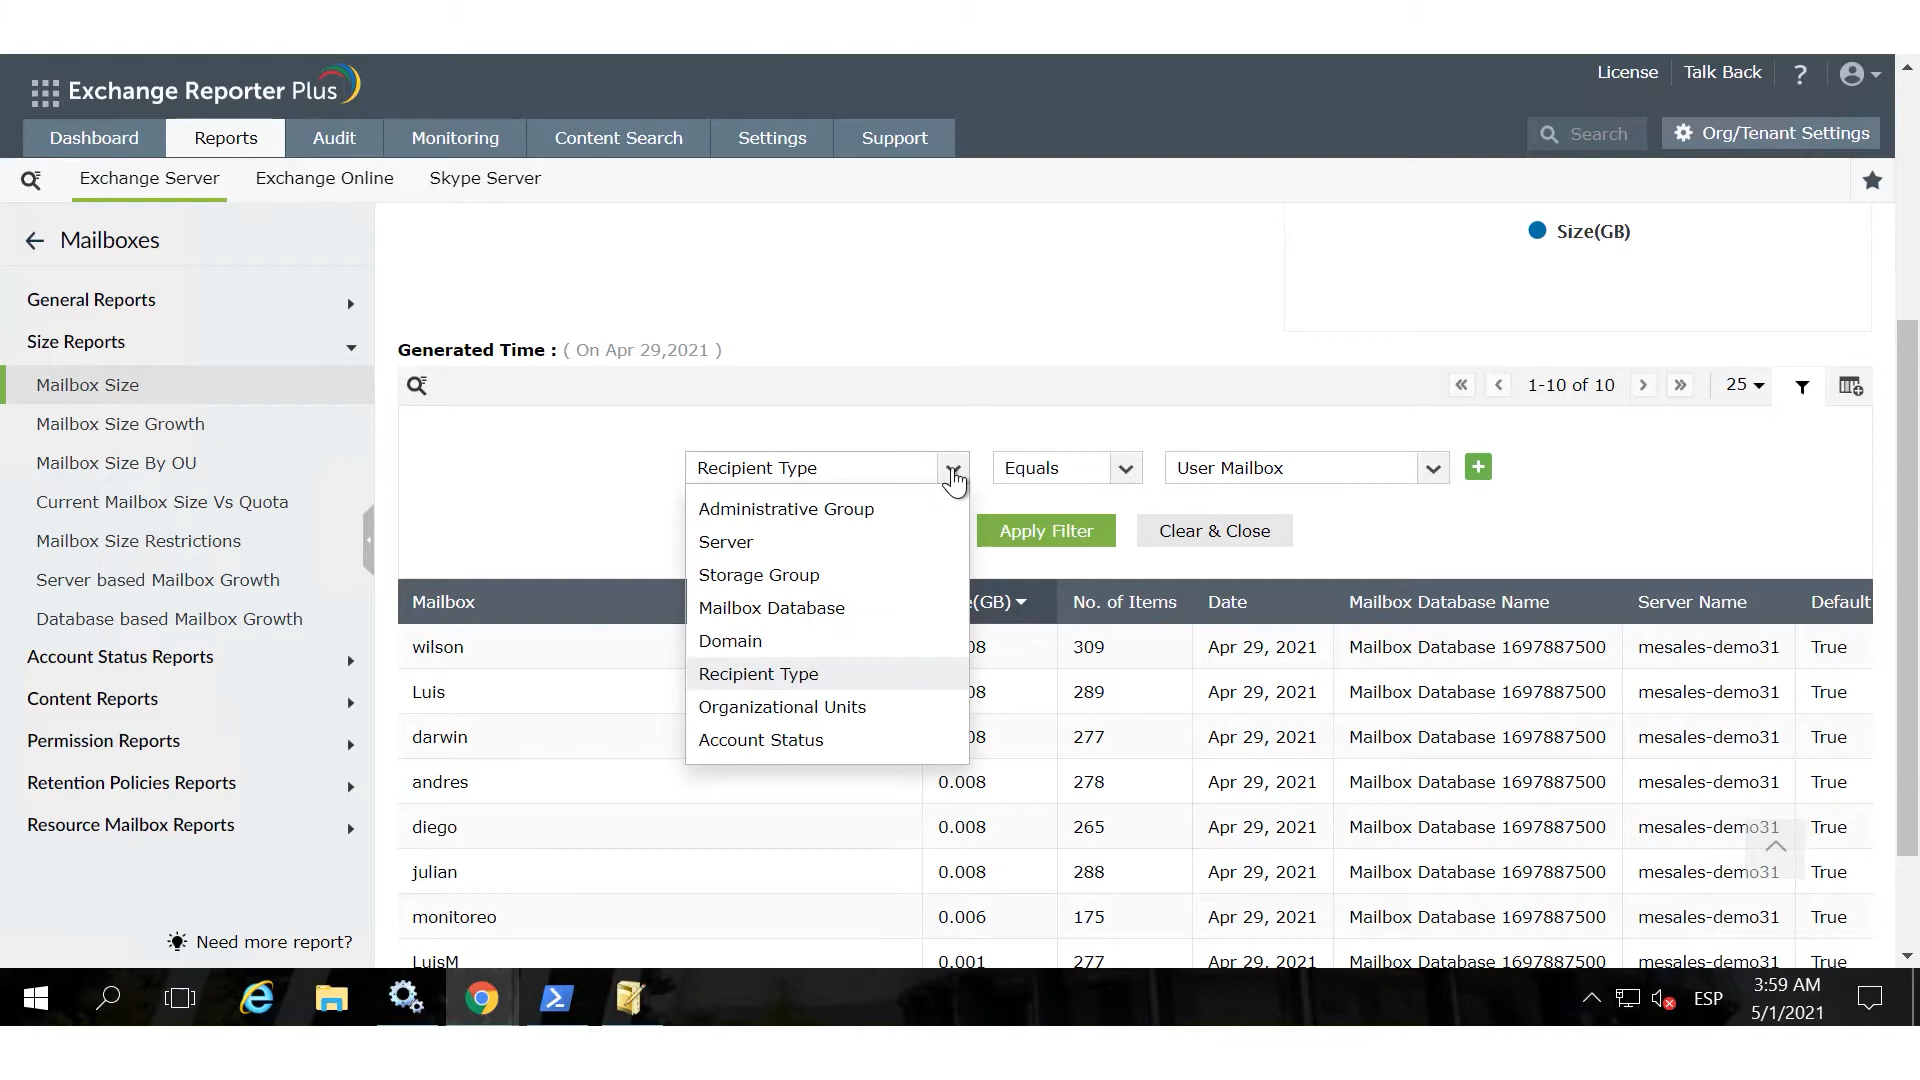 Exchange Reporter Plus
License
Talk Back
?
Dashboard
Reports
Audit
Monitoring
Content Search
Settings
Support
Search
Org/Tenant Settings
Exchange Server
Exchange Online
Skype Server
Mailboxes
General Reports
Size Reports
Mailbox Size
Mailbox Size Growth
Mailbox Size By OU
Current Mailbox Size Vs Quota
Mailbox Size Restrictions
Server based Mailbox Growth
Database based Mailbox Growth
Account Status Reports
Content Reports
Permission Reports
Retention Policies Reports
Resource Mailbox Reports
Need more report?
Size(GB)
Generated Time : ( On Apr 29,2021 )
1-10 of 10
25
Recipient Type
Equals
User Mailbox
Administrative Group
Server
Storage Group
Mailbox Database
Domain
Recipient Type
Organizational Units
Account Status
Apply Filter
Clear & Close
Mailbox (GB) No. of Items Date Mailbox Database Name Server Name Default
wilson 08 309 Apr 29, 2021 Mailbox Database 1697887500 mesales-demo31 True
Luis 08 289 Apr 29, 2021 Mailbox Database 1697887500 mesales-demo31 True
darwin 08 277 Apr 29, 2021 Mailbox Database 1697887500 mesales-demo31 True
andres 0.008 278 Apr 29, 2021 Mailbox Database 1697887500 mesales-demo31 True
diego 0.008 265 Apr 29, 2021 Mailbox Database 1697887500 mesales-demo31 True
julian 0.008 288 Apr 29, 2021 Mailbox Database 1697887500 mesales-demo31 True
monitoreo 0.006 175 Apr 29, 2021 Mailbox Database 1697887500 mesales-demo31 True
LuisM 0.001 277 Apr 29, 2021 Mailbox Database 1697887500 mesales-demo31 True
ESP
3:59 AM
5/1/2021